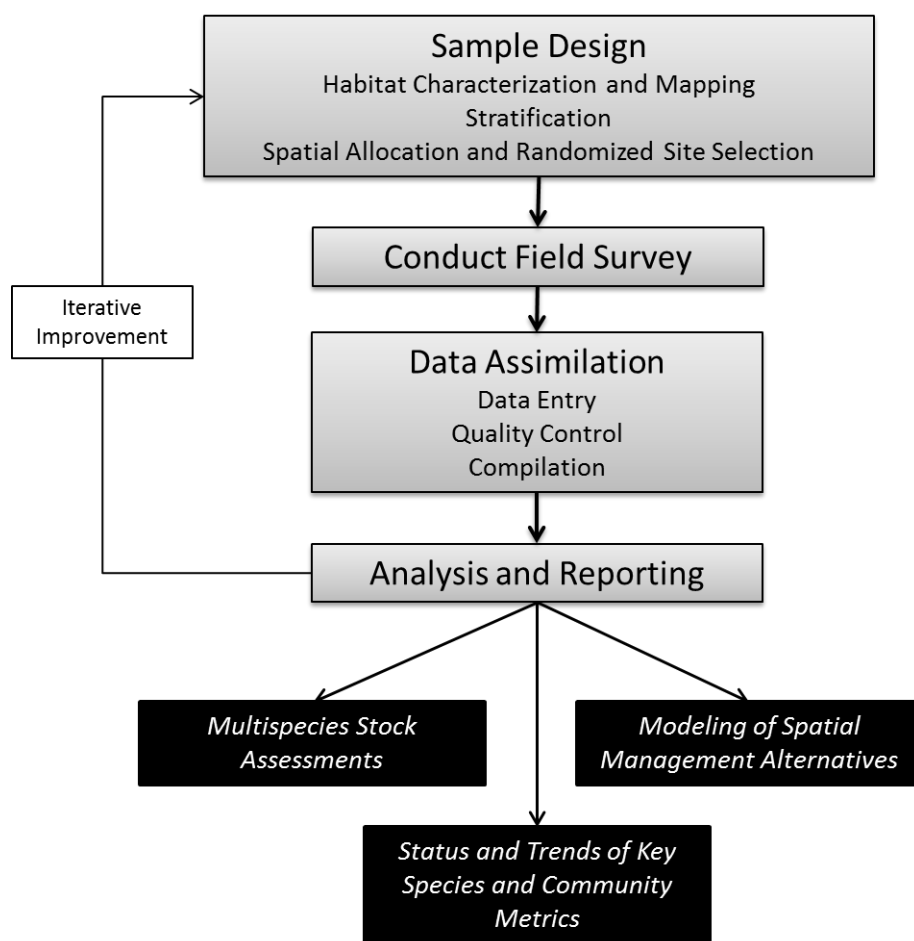 Sample Design
Habitat Characterization and Mapping
Stratification
Spatial Allocation and Randomized Site Selection
Conduct Field Survey
Iterative
Improvement
Data Assimilation
Data Entry
Quality Control
Compilation
Analysis and Reporting
Multispecies Stock
Assessments
Modeling of Spatial
Management Alternatives
Status and Trends of Key
Species and Community
Metrics